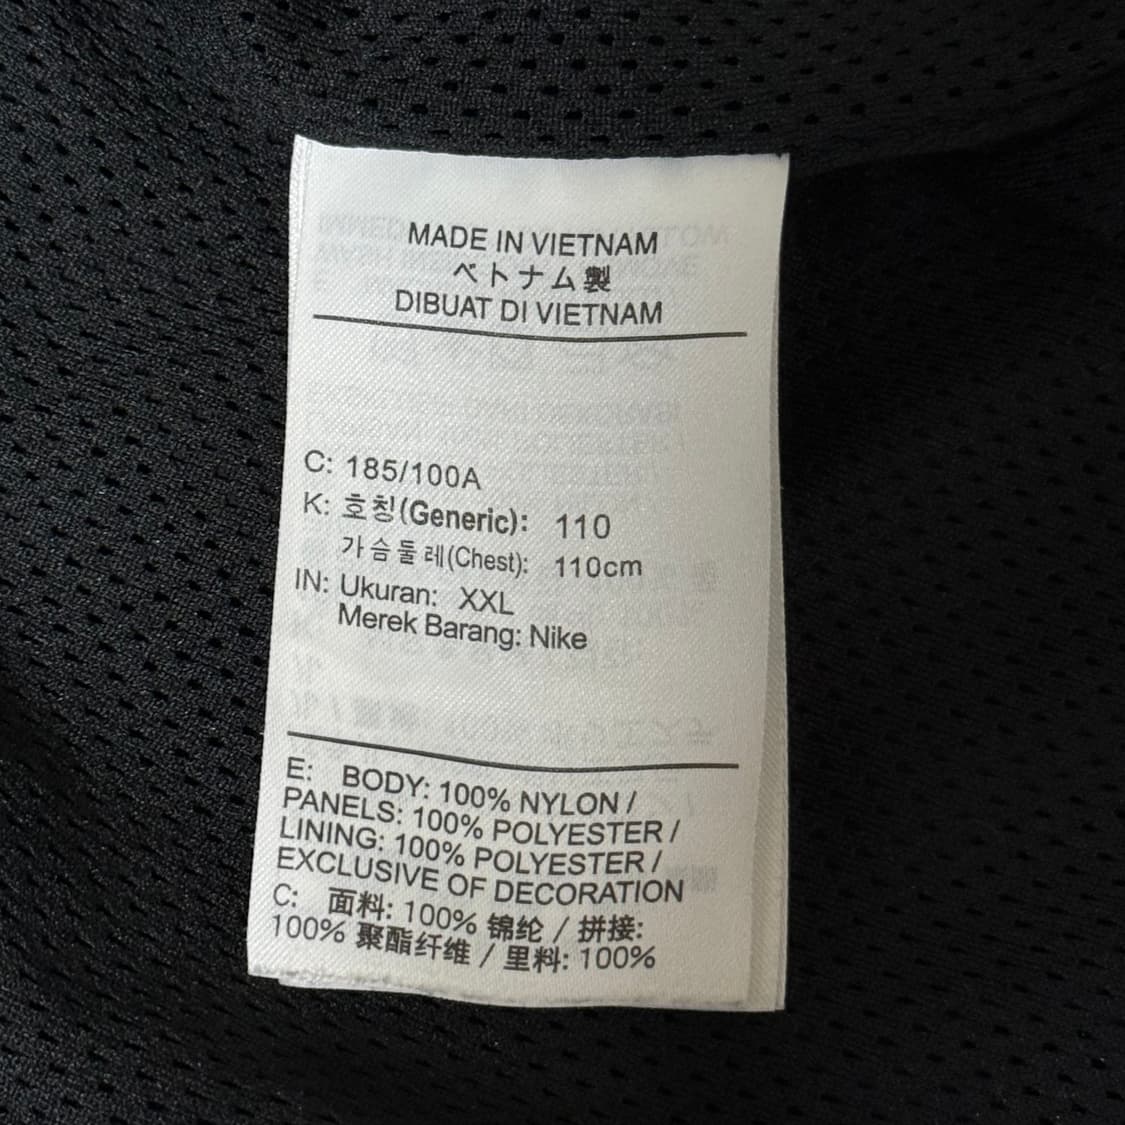 MADE IN VIETNAM
ベトナム製
DIBUAT DI VIETNAM
C: 185/100A
K: 호칭(Generic): 110
가슴둘레(Chest): 110cm
IN: Ukuran: XXL
Merek Barang: Nike
E: BODY: 100% NYLON /
PANELS: 100% POLYESTER /
LINING: 100% POLYESTER /
EXCLUSIVE OF DECORATION
C: 面料: 100% 锦纶 / 拼接:
100% 聚酯纤维 / 里料: 100%